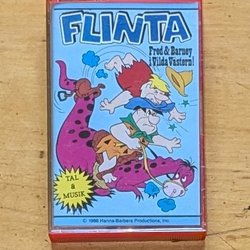 FLINTA
Fred & Barney
i Vilda Västern!
TAL
&
MUSIK
© 1986 Hanna-Barbera Productions, Inc.